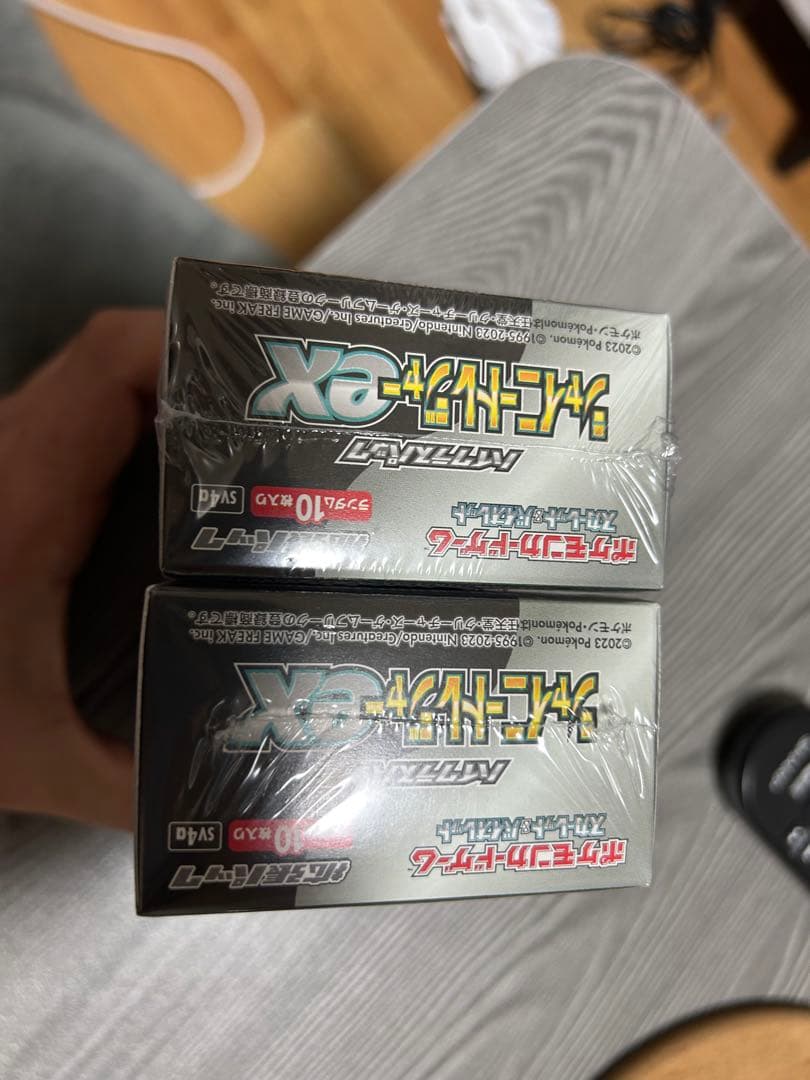 ポケモンカードゲーム
スカーレット&バイオレット
拡張パック
ランダム10枚入り
SV4a
ハイクラスパック
シャイニートレジャーex
©2023 Pokémon. ©1995-2023 Nintendo/Creatures Inc./GAME FREAK inc.
ポケモン・Pokémonは任天堂・クリーチャーズ・ゲームフリークの登録商標です。
ポケモンカードゲーム
スカーレット&バイオレット
拡張パック
10枚入り
SV4a
ハイクラスパ
シャイニートレジャーex
©2023 Pokémon. ©1995-2023 Nintendo/Creatures Inc./GAME FREAK inc.
ポケモン・Pokémonは任天堂・クリーチャーズ・ゲームフリークの登録商標です。